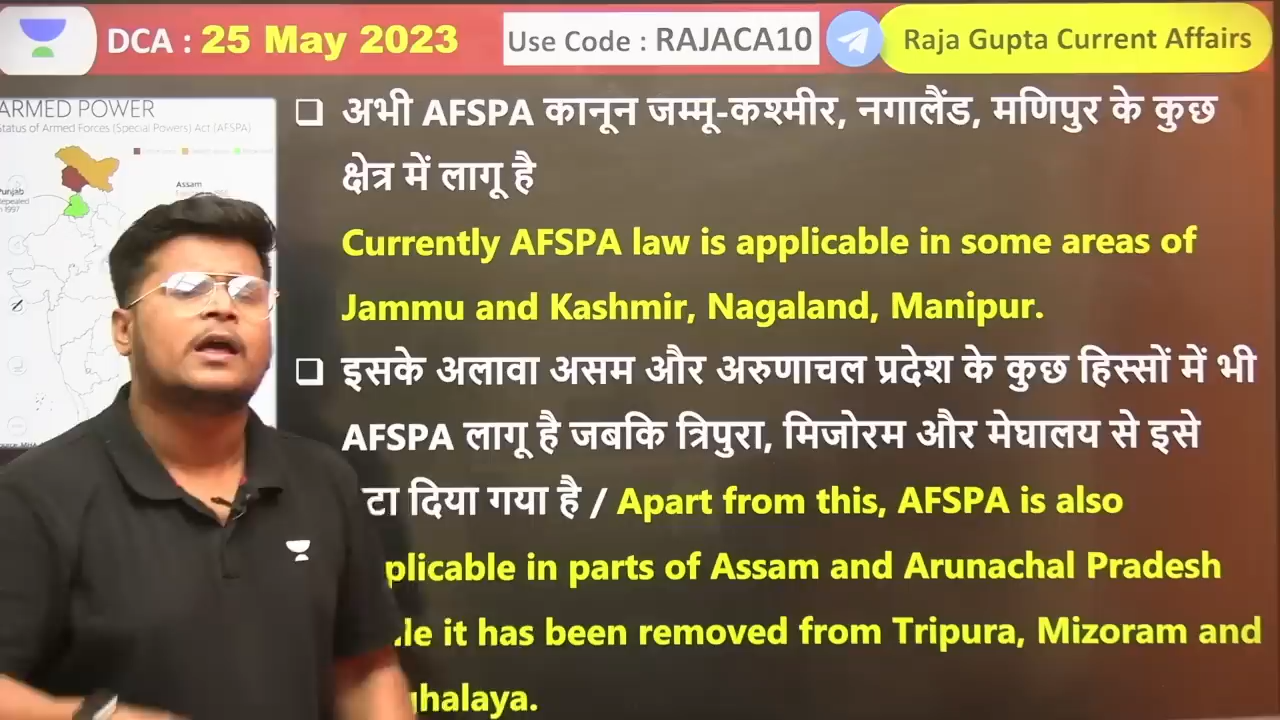 DCA : 25 May 2023
Use Code : RAJACA10
Raja Gupta Current Affairs
ARMED POWER
Status of Armed Forces (Special Powers) Act (AFSPA)
Assam
Punjab
Repealed
in 1997
❑ अभी AFSPA कानून जम्मू-कश्मीर, नगालैंड, मणिपुर के कुछ
क्षेत्र में लागू है
Currently AFSPA law is applicable in some areas of
Jammu and Kashmir, Nagaland, Manipur.
❑ इसके अलावा असम और अरुणाचल प्रदेश के कुछ हिस्सों में भी
AFSPA लागू है जबकि त्रिपुरा, मिजोरम और मेघालय से इसे
टा दिया गया है / Apart from this, AFSPA is also
plicable in parts of Assam and Arunachal Pradesh
le it has been removed from Tripura, Mizoram and
ghalaya.